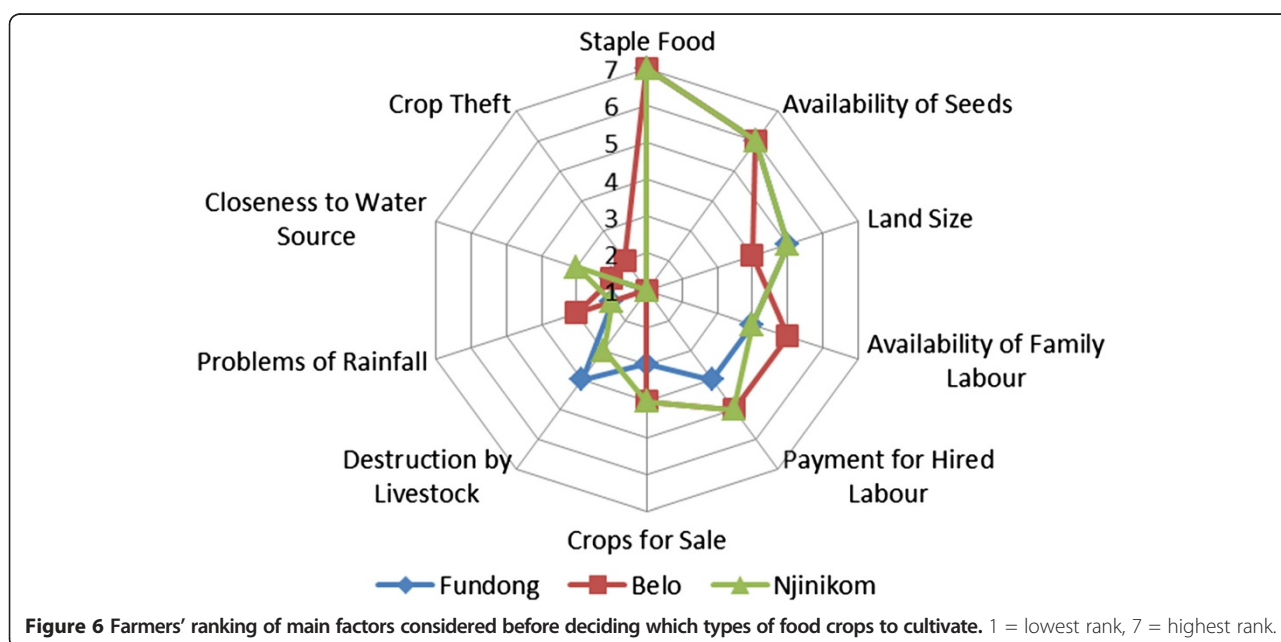 Staple Food
7
6
5
4
3
2
1
Availability of Seeds
Land Size
Availability of Family
Labour
Payment for Hired
Labour
Crops for Sale
Destruction by
Livestock
Problems of Rainfall
Closeness to Water
Source
Crop Theft
Fundong Belo Njinikom
Figure 6 Farmers’ ranking of main factors considered before deciding which types of food crops to cultivate. 1 = lowest rank, 7 = highest rank.